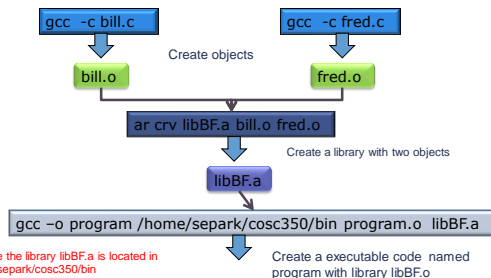 gcc -c bill.c
gcc -c fred.c
Create objects
bill.o
fred.o
ar crv libBF.a bill.o fred.o
Create a library with two objects
libBF.a
gcc –o program /home/separk/cosc350/bin program.o libBF.a
e the library libBF.a is located in
separk/cosc350/bin
Create a executable code named
program with library libBF.o